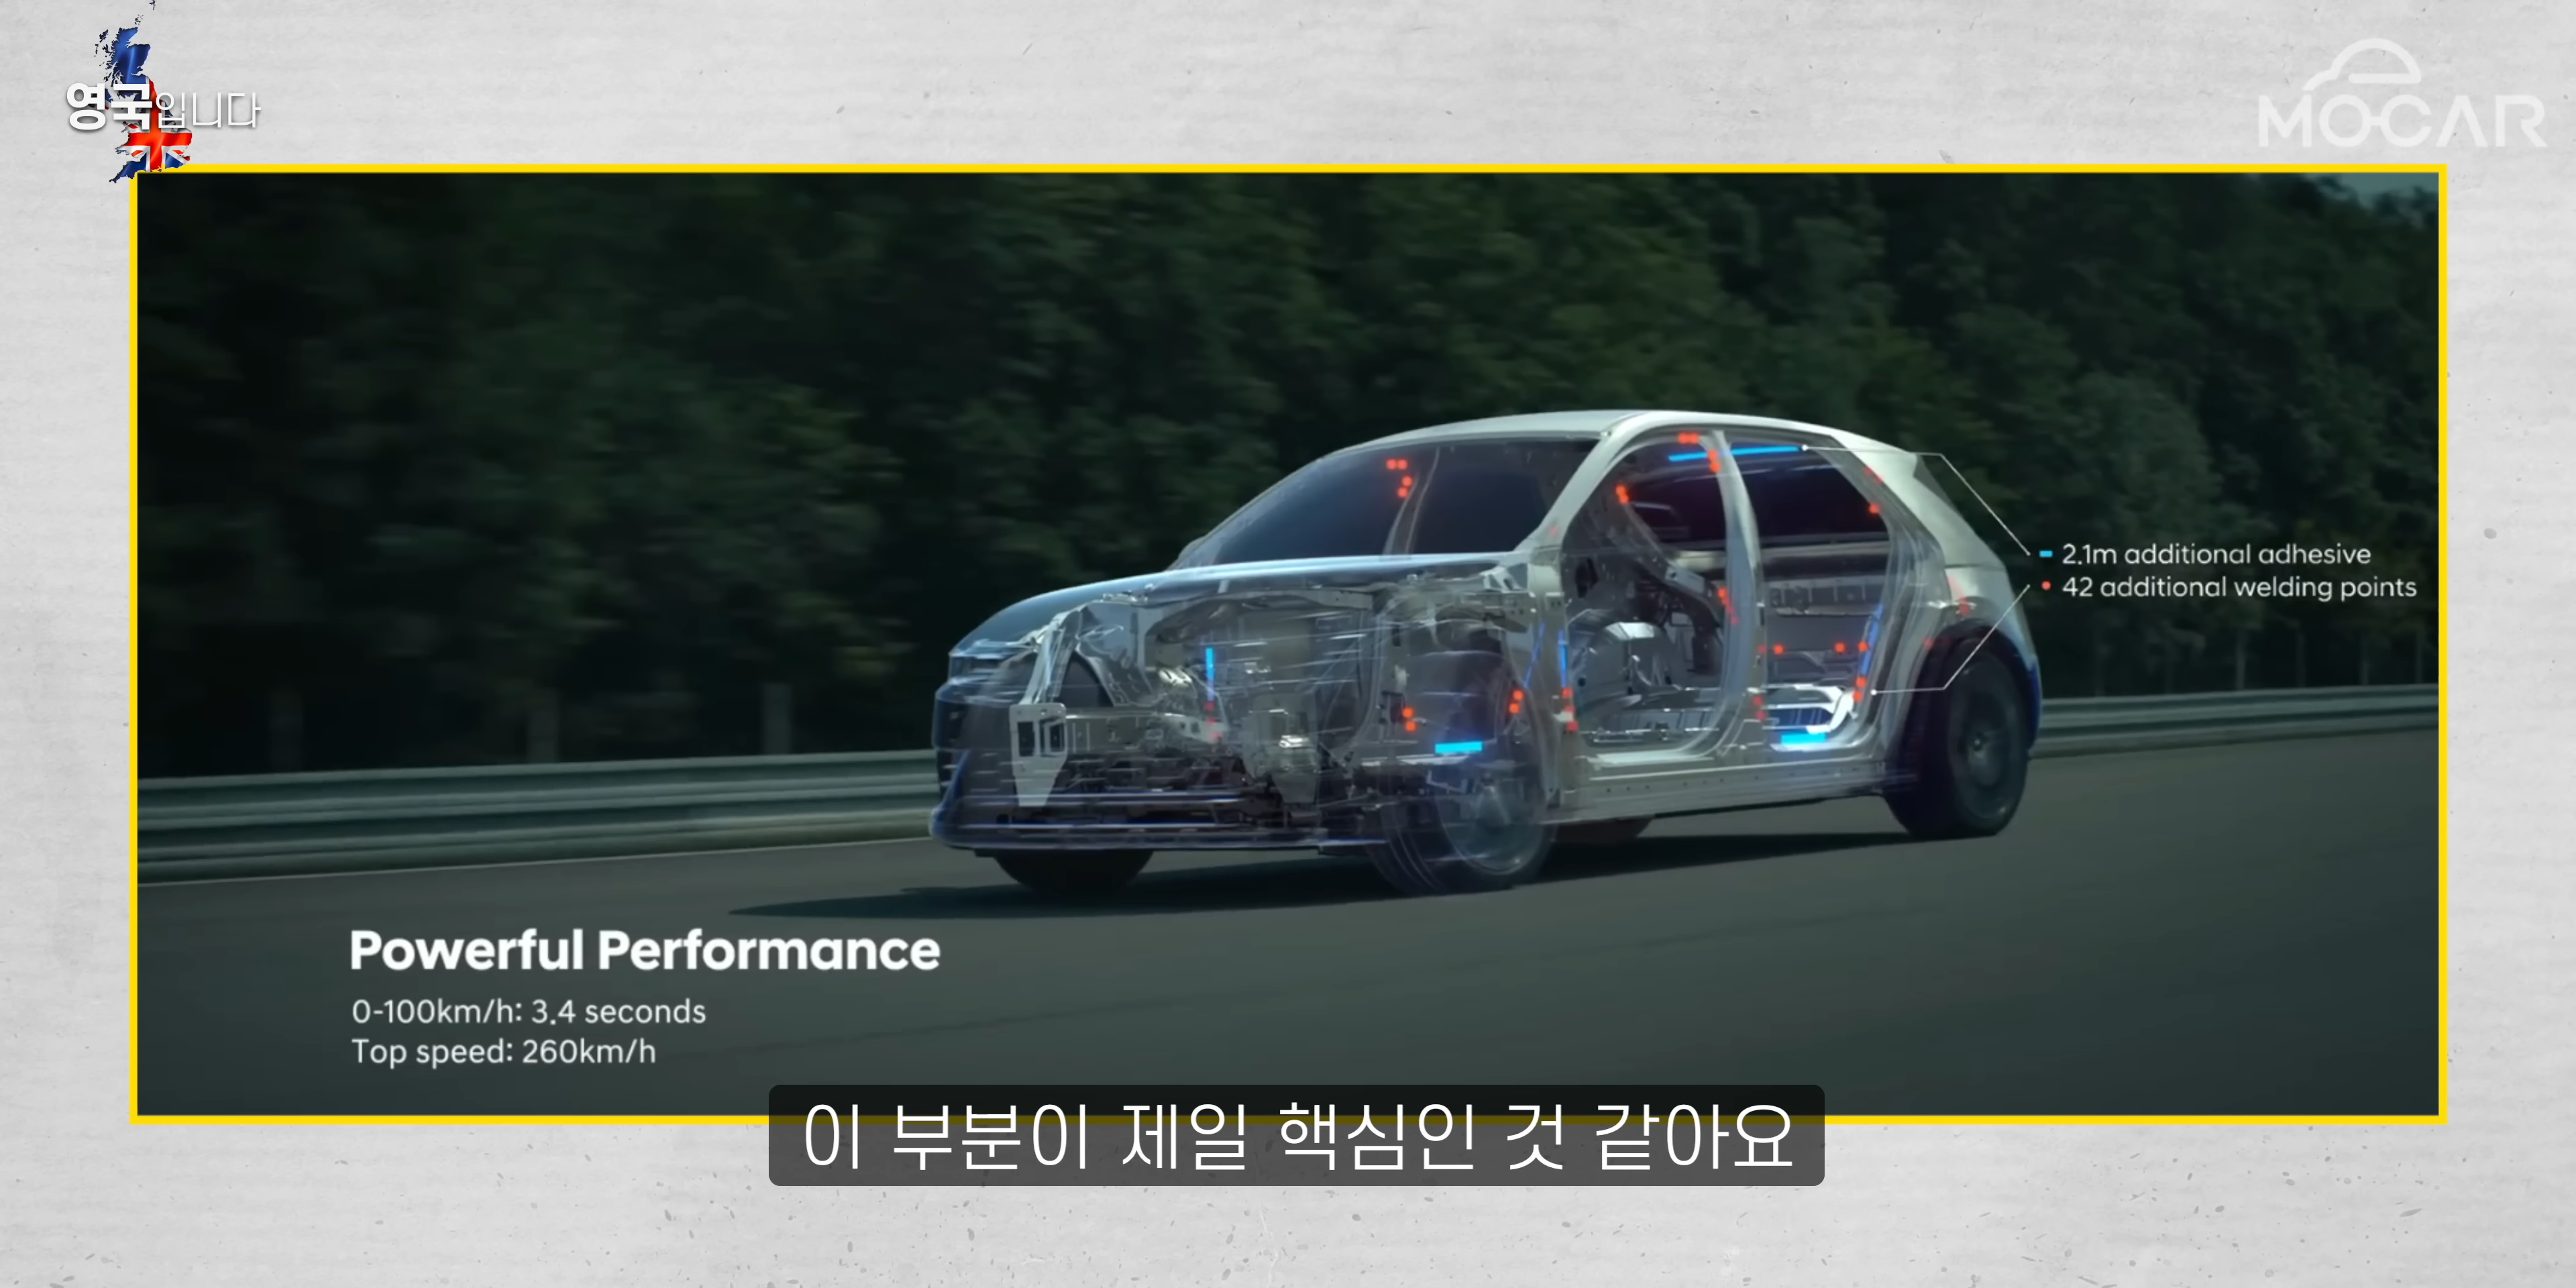 영국입니다
MOCAR
2.1m additional adhesive
42 additional welding points
Powerful Performance
0-100km/h: 3.4 seconds
Top speed: 260km/h
이 부분이 제일 핵심인 것 같아요